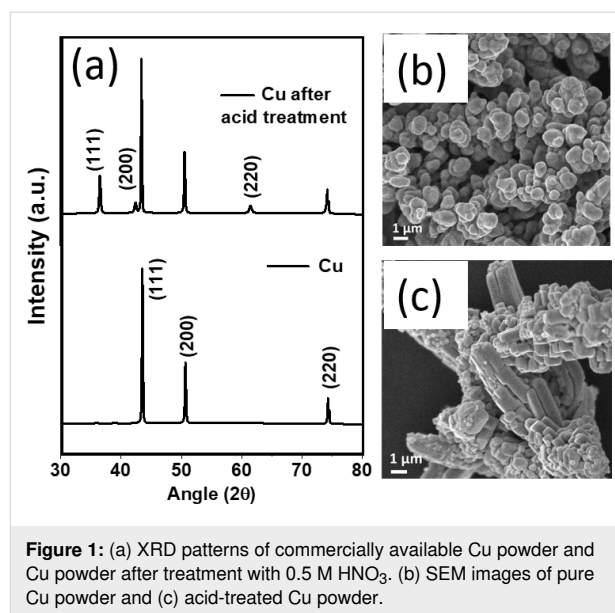 (a)
Cu after
acid treatment
(111)
(200)
(220)
Cu
(111)
(200)
(220)
Intensity (a.u.)
30 40 50 60 70 80
Angle (2θ)
(b)
1 µm
(c)
1 µm
Figure 1: (a) XRD patterns of commercially available Cu powder and
Cu powder after treatment with 0.5 M HNO₃. (b) SEM images of pure
Cu powder and (c) acid-treated Cu powder.